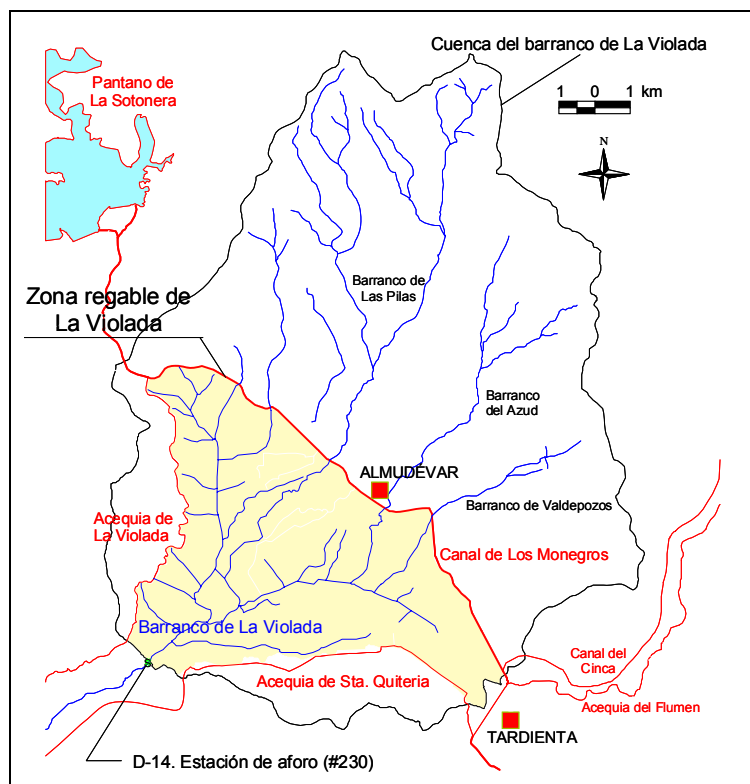 Cuenca del barranco de La Violada
Pantano de
La Sotonera
1 0 1 km
N
Zona regable de
La Violada
Barranco de
Las Pilas
Barranco
del Azud
ALMUDEVAR
Barranco de Valdepozos
Acequia de
La Violada
Canal de Los Monegros
Barranco de La Violada
Canal del
Cinca
Acequia de Sta. Quiteria
Acequia del Flumen
TARDIENTA
D-14. Estación de aforo (#230)
S